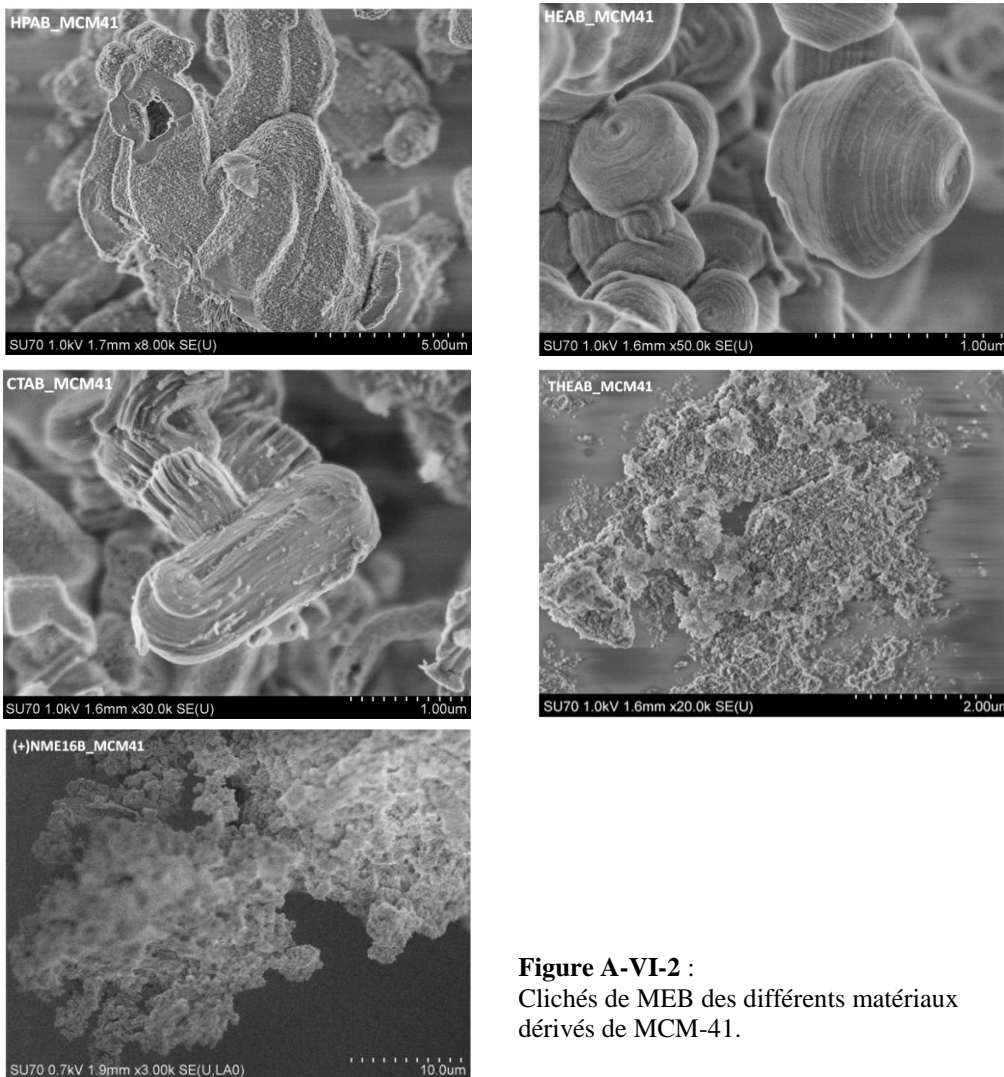 HPAB_MCM41
SU70 1.0kV 1.7mm x8.00k SE(U) 5.00um
HEAB_MCM41
SU70 1.0kV 1.6mm x50.0k SE(U) 1.00um
CTAB_MCM41
SU70 1.0kV 1.6mm x30.0k SE(U) 1.00um
THEAB_MCM41
SU70 1.0kV 1.6mm x20.0k SE(U) 2.00um
(+)NME16B_MCM41
SU70 0.7kV 1.9mm x3.00k SE(U,LA0) 10.0um
Figure A-VI-2 :
Clichés de MEB des différents matériaux
dérivés de MCM-41.